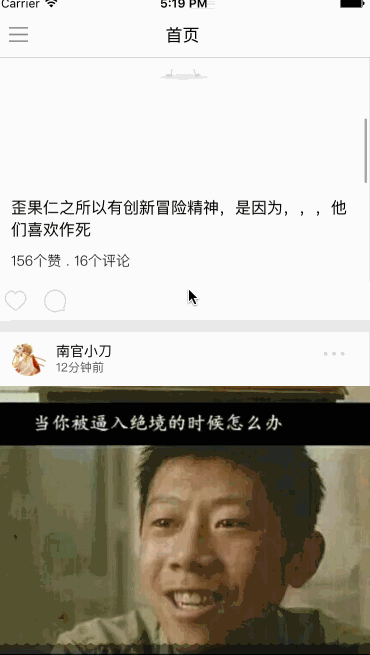 Carrier
5:19 PM
首页
歪果仁之所以有创新冒险精神，是因为，，，他
们喜欢作死
156个赞 . 16个评论
南官小刀
12分钟前
当你被逼入绝境的时候怎么办